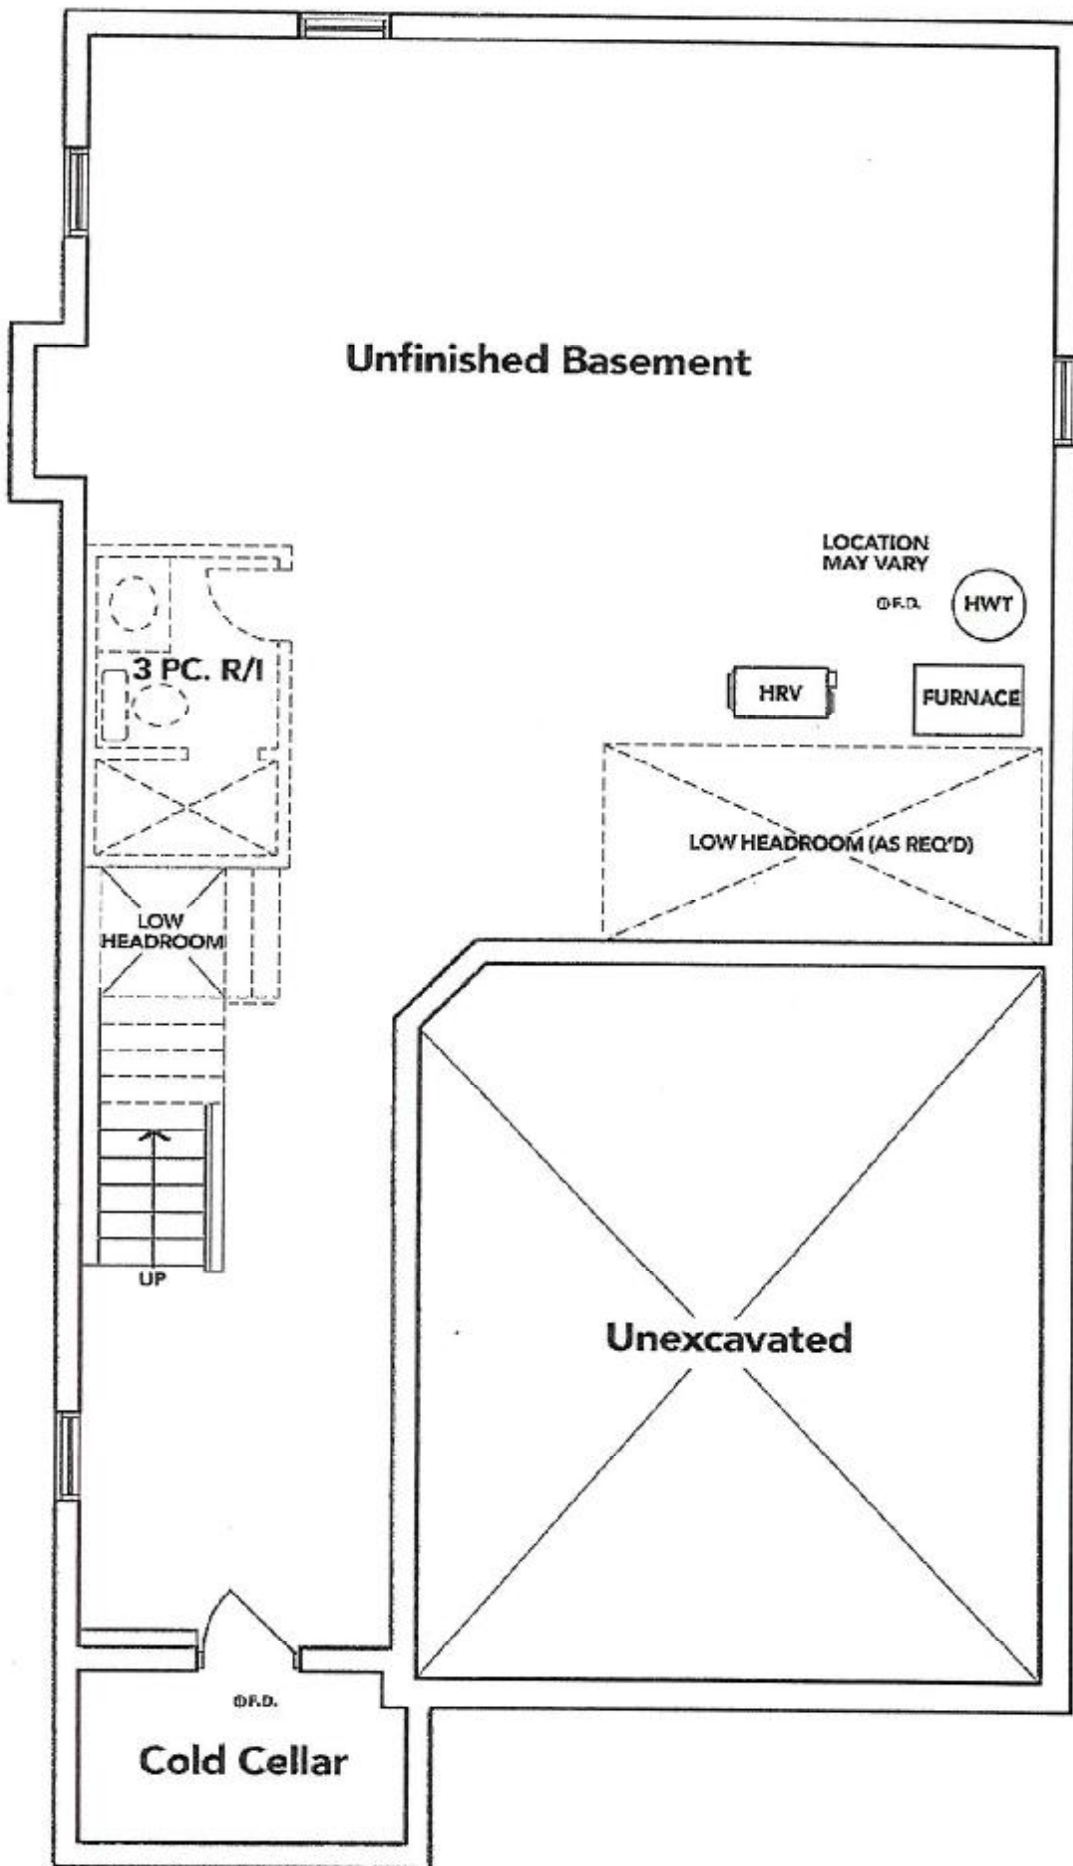 Unfinished Basement
LOCATION
MAY VARY
F.D.
HWT
3 PC. R/I
HRV
FURNACE
LOW HEADROOM (AS REQ'D)
LOW
HEADROOM
UP
Unexcavated
F.D.
Cold Cellar